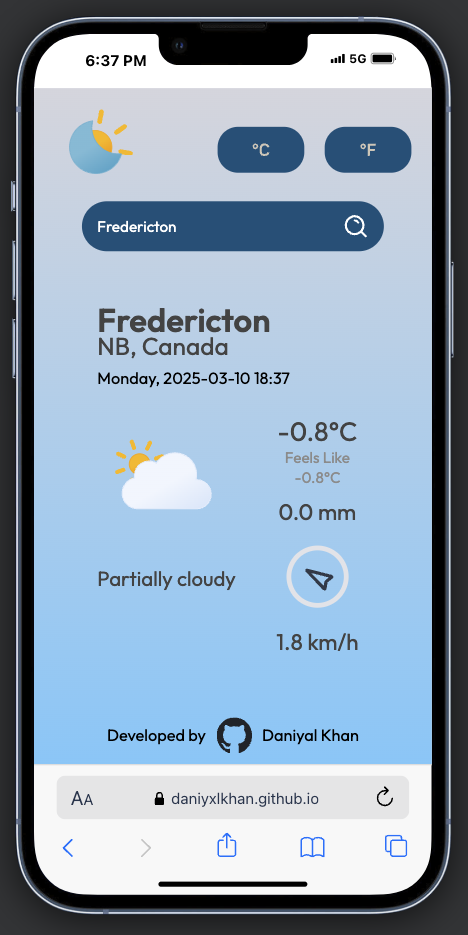 6:37 PM 5G
°C °F
Fredericton
Fredericton
NB, Canada
Monday, 2025-03-10 18:37
-0.8°C
Feels Like
-0.8°C
0.0 mm
Partially cloudy
1.8 km/h
Developed by Daniyal Khan
AA daniyxlkhan.github.io